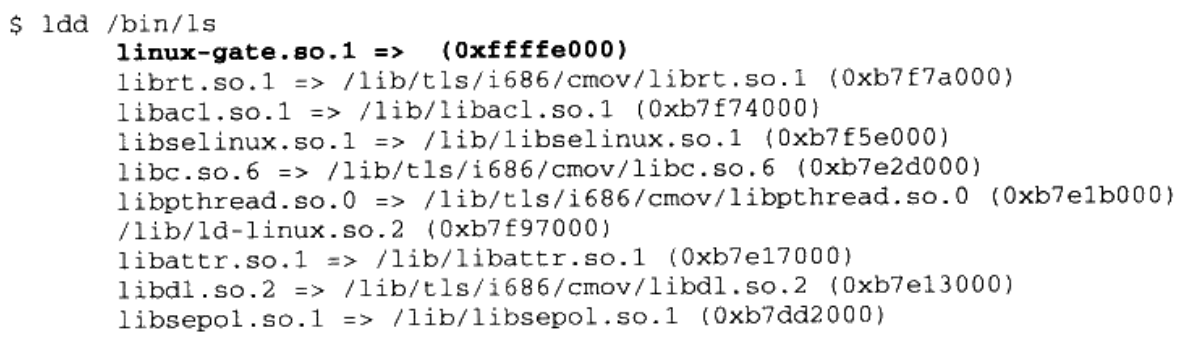 $ ldd /bin/ls
linux-gate.so.1 =>  (0xffffe000)
librt.so.1 => /lib/tls/i686/cmov/librt.so.1 (0xb7f7a000)
libacl.so.1 => /lib/libacl.so.1 (0xb7f74000)
libselinux.so.1 => /lib/libselinux.so.1 (0xb7f5e000)
libc.so.6 => /lib/tls/i686/cmov/libc.so.6 (0xb7e2d000)
libpthread.so.0 => /lib/tls/i686/cmov/libpthread.so.0 (0xb7e1b000)
/lib/ld-linux.so.2 (0xb7f97000)
libattr.so.1 => /lib/libattr.so.1 (0xb7e17000)
libdl.so.2 => /lib/tls/i686/cmov/libdl.so.2 (0xb7e13000)
libsepol.so.1 => /lib/libsepol.so.1 (0xb7dd2000)